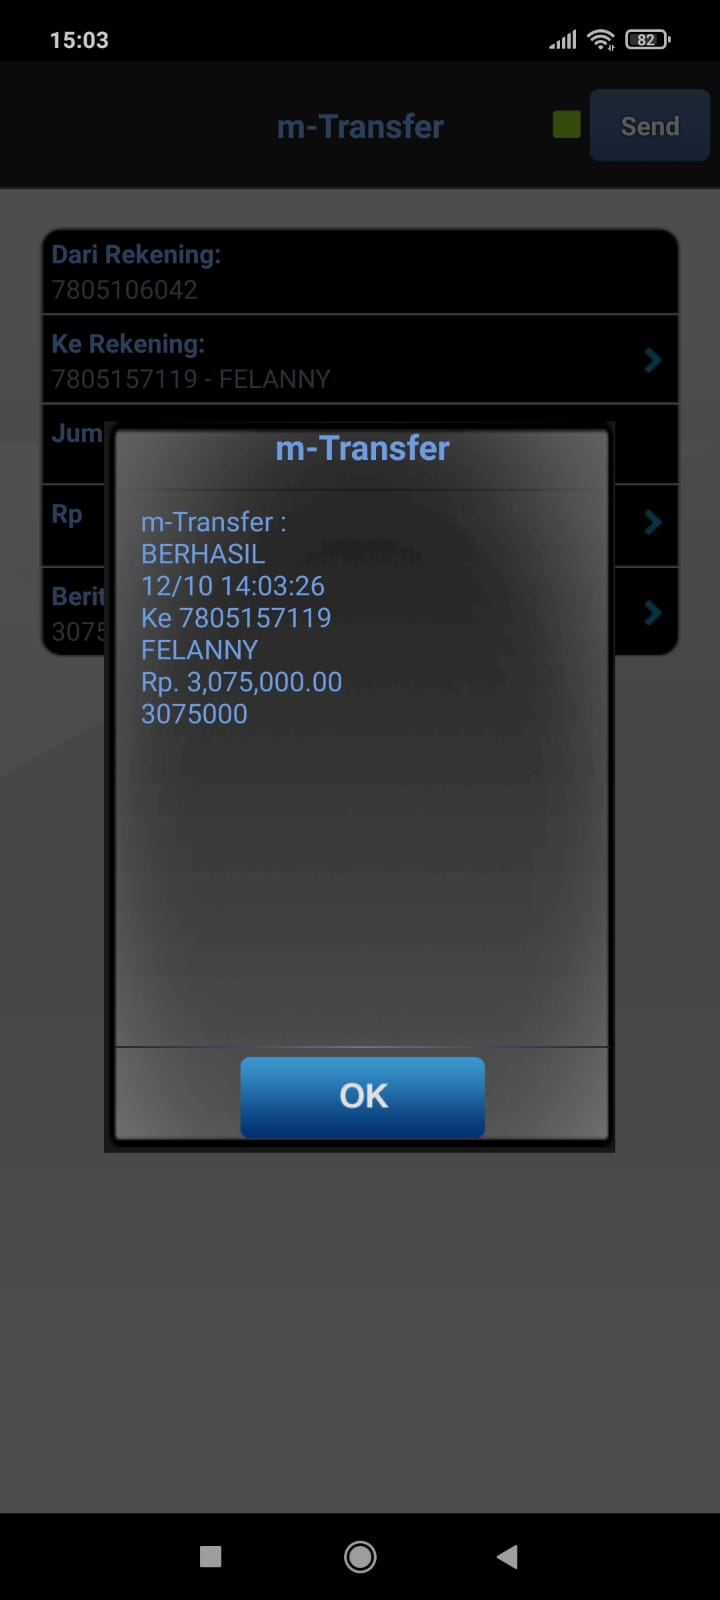 15:03
82
m-Transfer
Send
Dari Rekening:
7805106042
Ke Rekening:
7805157119 - FELANNY
Jum
Rp
Berit
3075
m-Transfer
m-Transfer :
BERHASIL
12/10 14:03:26
Ke 7805157119
FELANNY
Rp. 3,075,000.00
3075000
OK